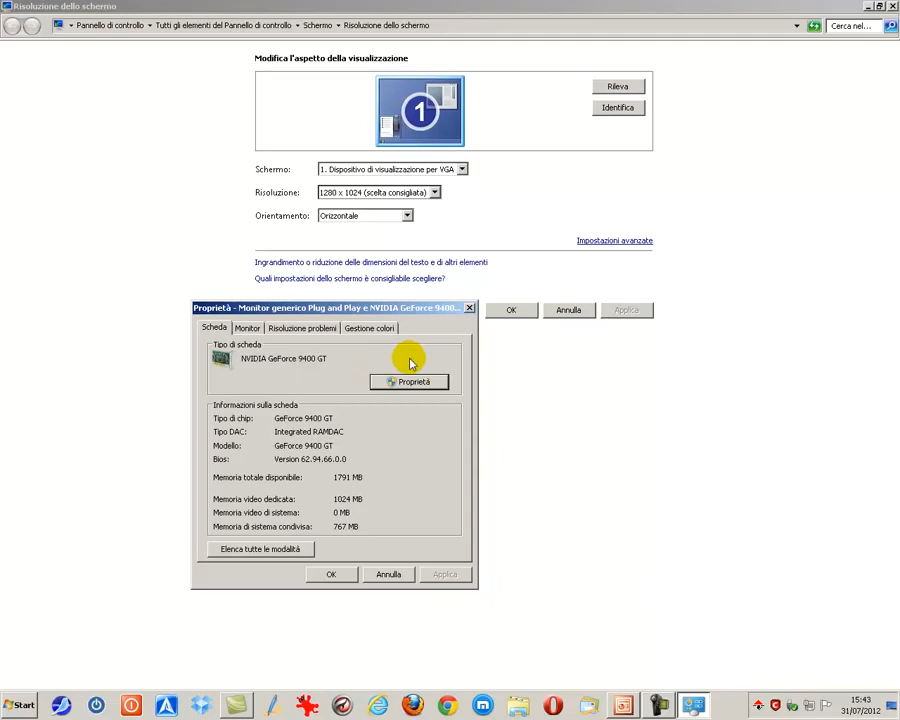 Risoluzione dello schermo
Pannello di controllo
Tutti gli elementi del Pannello di controllo
Schermo
Risoluzione dello schermo
Cerca nel...
Modifica l'aspetto della visualizzazione
1
Rileva
Identifica
Schermo:
1. Dispositivo di visualizzazione per VGA
Risoluzione:
1280 x 1024 (scelta consigliata)
Orientamento:
Orizzontale
Impostazioni avanzate
Ingrandimento o riduzione delle dimensioni del testo e di altri elementi
Quali impostazioni dello schermo è consigliabile scegliere?
OK
Annulla
Applica
Proprietà - Monitor generico Plug and Play e NVIDIA GeForce 9400...
Scheda
Monitor
Risoluzione problemi
Gestione colori
Tipo di scheda
NVIDIA GeForce 9400 GT
Proprietà
Informazioni sulla scheda
Tipo di chip: GeForce 9400 GT
Tipo DAC: Integrated RAMDAC
Modello: GeForce 9400 GT
Bios: Version 62.94.66.0.0
Memoria totale disponibile: 1791 MB
Memoria video dedicata: 1024 MB
Memoria video di sistema: 0 MB
Memoria di sistema condivisa: 767 MB
Elenca tutte le modalità
OK
Annulla
Applica
Start
15:43
31/07/2012